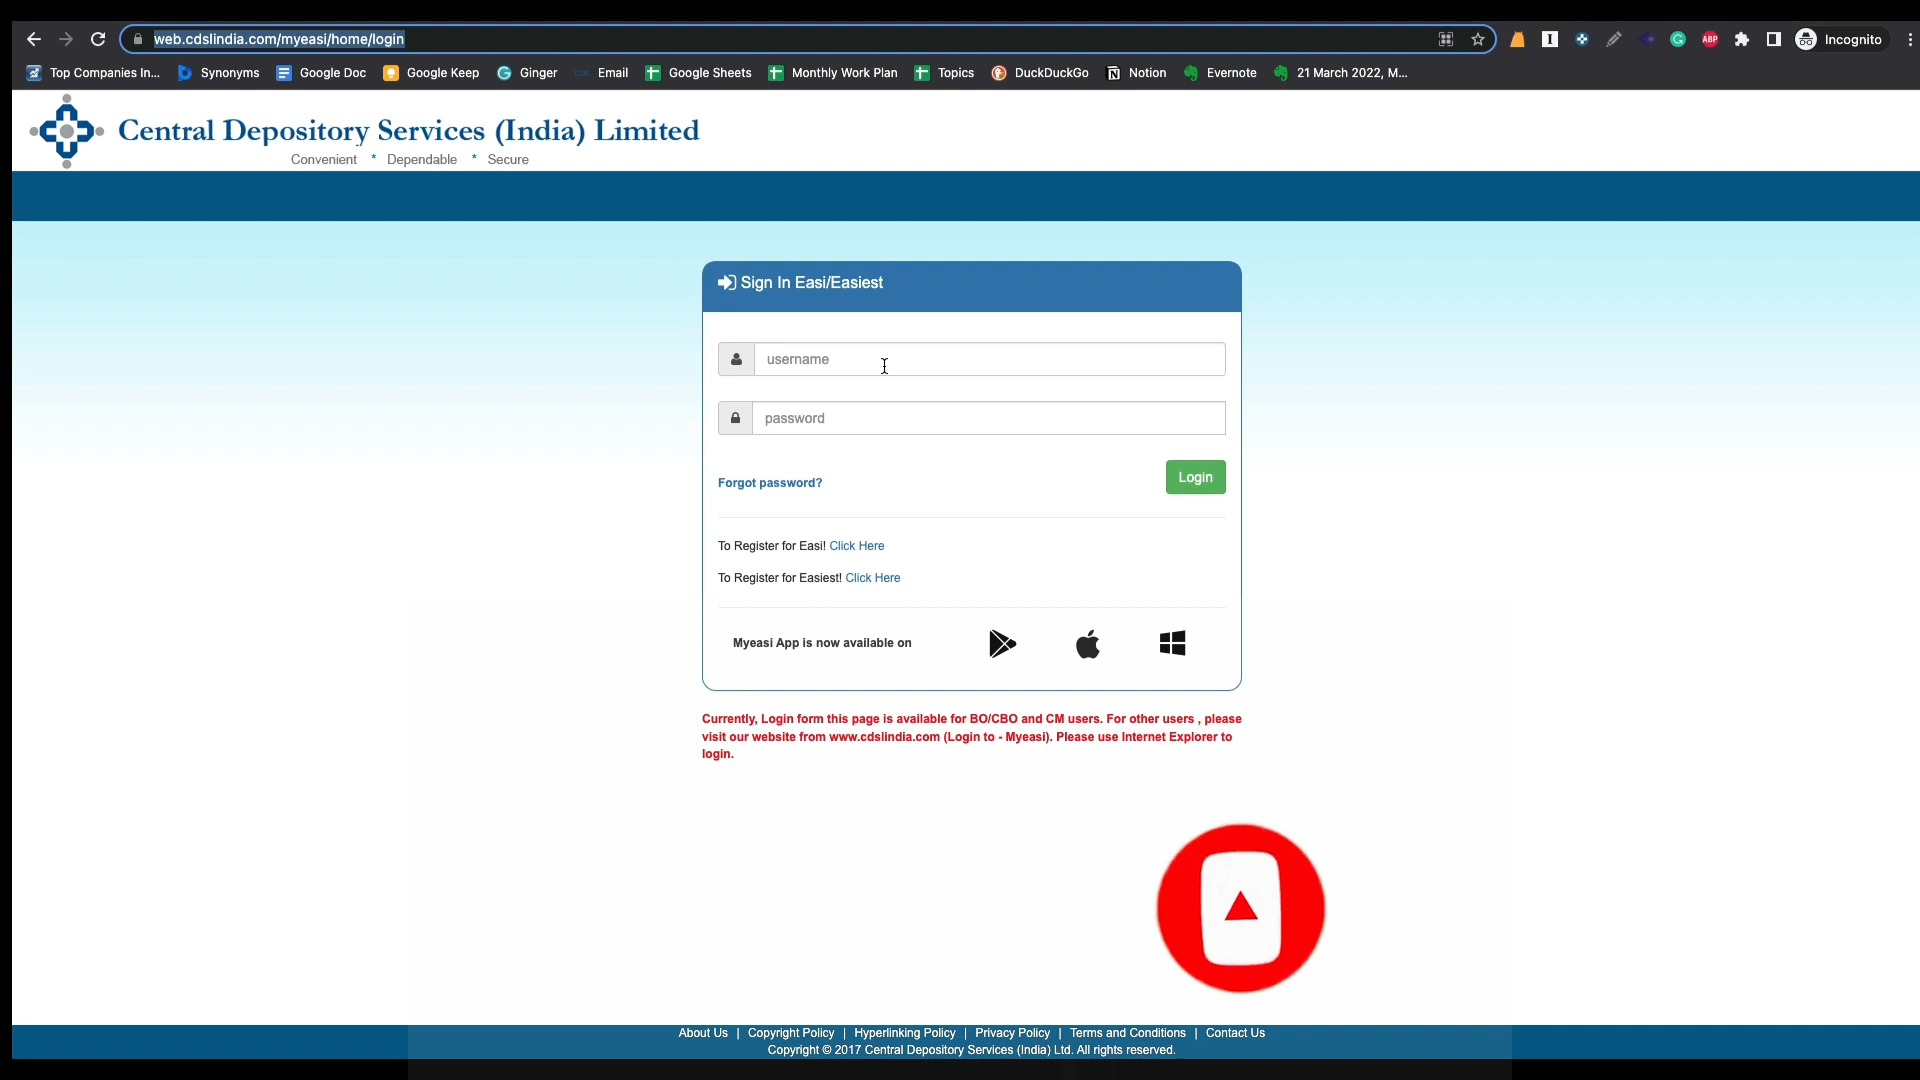 web.cdslindia.com/myeasi/home/login
Incognito
Top Companies In... Synonyms Google Doc Google Keep Ginger Email Google Sheets Monthly Work Plan Topics DuckDuckGo Notion Evernote 21 March 2022, M...
Central Depository Services (India) Limited
Convenient * Dependable * Secure
Sign In Easi/Easiest
username
password
Forgot password?
Login
To Register for Easi! Click Here
To Register for Easiest! Click Here
Myeasi App is now available on
Currently, Login form this page is available for BO/CBO and CM users. For other users , please
visit our website from www.cdslindia.com (Login to - Myeasi). Please use Internet Explorer to
login.
About Us | Copyright Policy | Hyperlinking Policy | Privacy Policy | Terms and Conditions | Contact Us
Copyright © 2017 Central Depository Services (India) Ltd. All rights reserved.